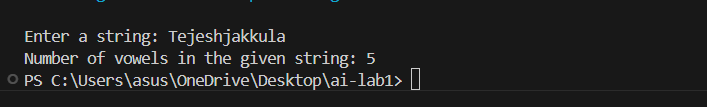 Enter a string: Tejeshjakkula
Number of vowels in the given string: 5
PS C:\Users\asus\OneDrive\Desktop\ai-lab1>